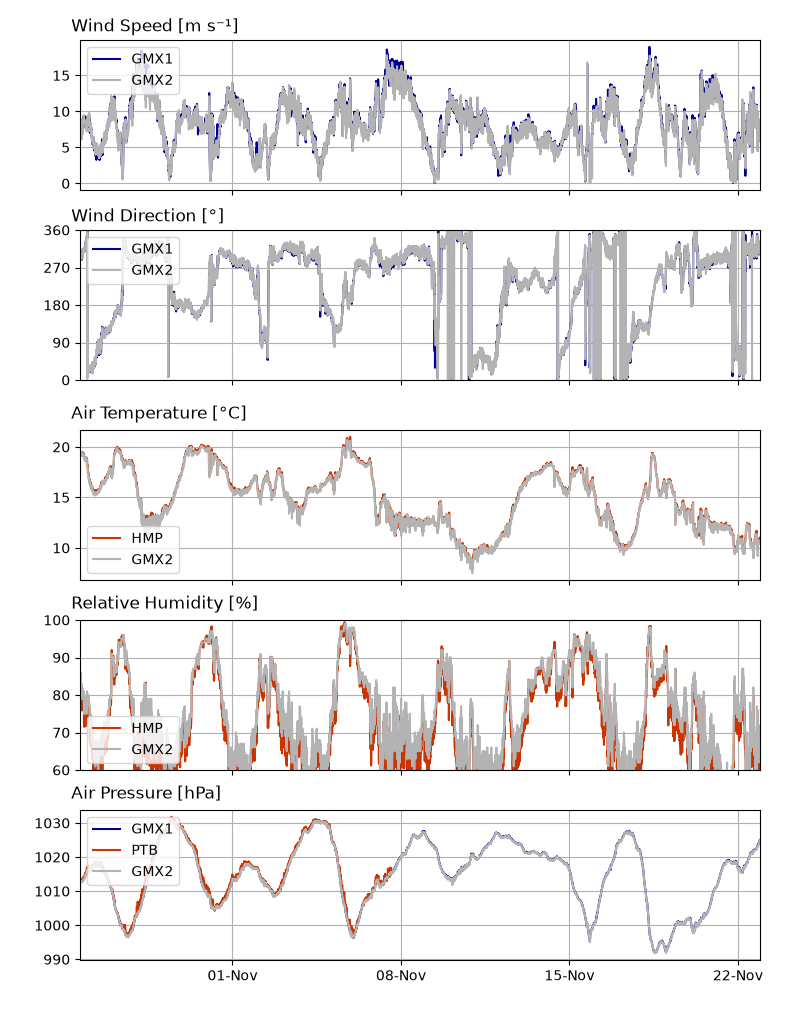 Wind Speed [m s⁻¹]
GMX1
GMX2
15
10
5
0
Wind Direction [°]
360
GMX1
GMX2
270
180
90
0
Air Temperature [°C]
20
15
10
HMP
GMX2
Relative Humidity [%]
100
90
80
70
60
HMP
GMX2
Air Pressure [hPa]
1030
1020
1010
1000
990
GMX1
PTB
GMX2
01-Nov 08-Nov 15-Nov 22-Nov